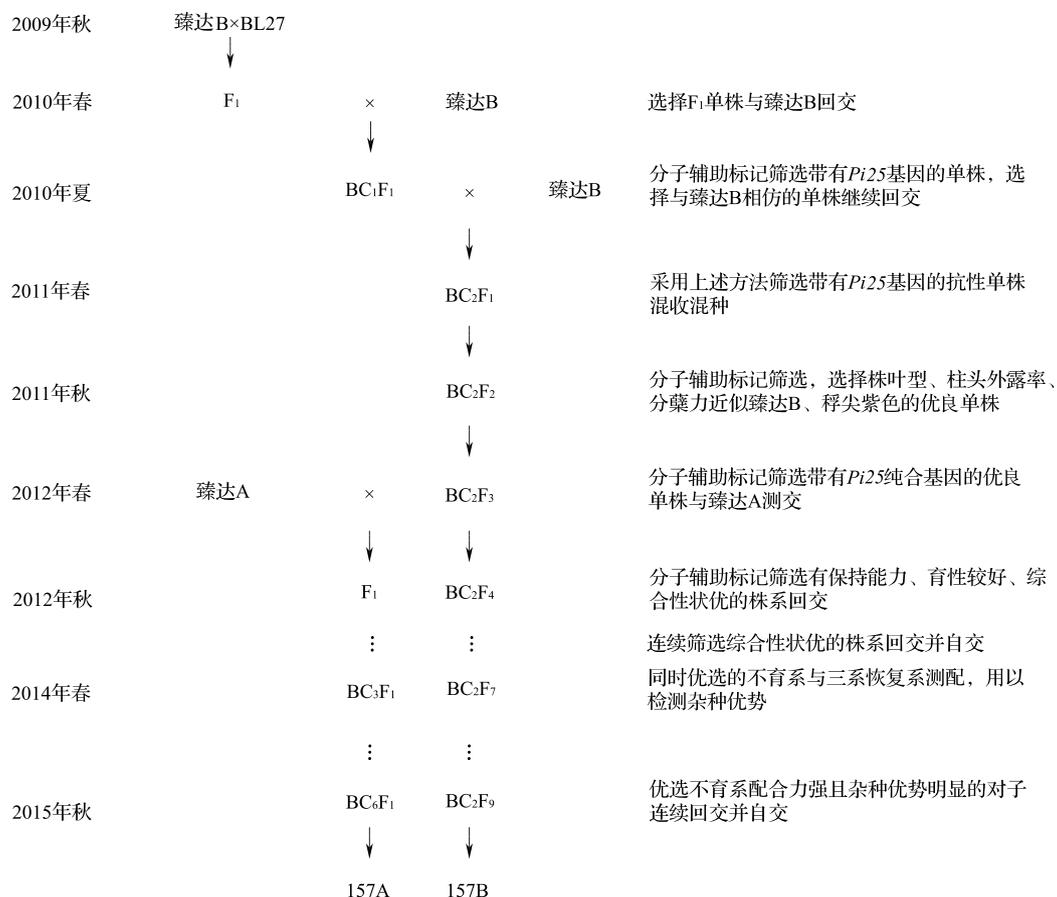 2009年秋 臻达B×BL27
2010年春 F₁ × 臻达B 选择F₁单株与臻达B回交
分子辅助标记筛选带有Pi25基因的单株，选
2010年夏 BC₁F₁ × 臻达B
择与臻达B相仿的单株继续回交
采用上述方法筛选带有Pi25基因的抗性单株
2011年春 BC₂F₁
混收混种
分子辅助标记筛选，选择株叶型、柱头外露率、
2011年秋 BC₂F₂
分蘖力近似臻达B、稃尖紫色的优良单株
分子辅助标记筛选带有Pi25纯合基因的优良
2012年春 臻达A × BC₂F₃
单株与臻达A测交
分子辅助标记筛选有保持能力、育性较好、综
2012年秋 F₁ BC₂F₄
合性状优的株系回交
⋮ ⋮ 连续筛选综合性状优的株系回交并自交
同时优选的不育系与三系恢复系测配，用以
2014年春 BC₃F₁ BC₂F₇
检测杂种优势
⋮ ⋮
优选不育系配合力强且杂种优势明显的对子
2015年秋 BC₆F₁ BC₂F₉
连续回交并自交
157A 157B